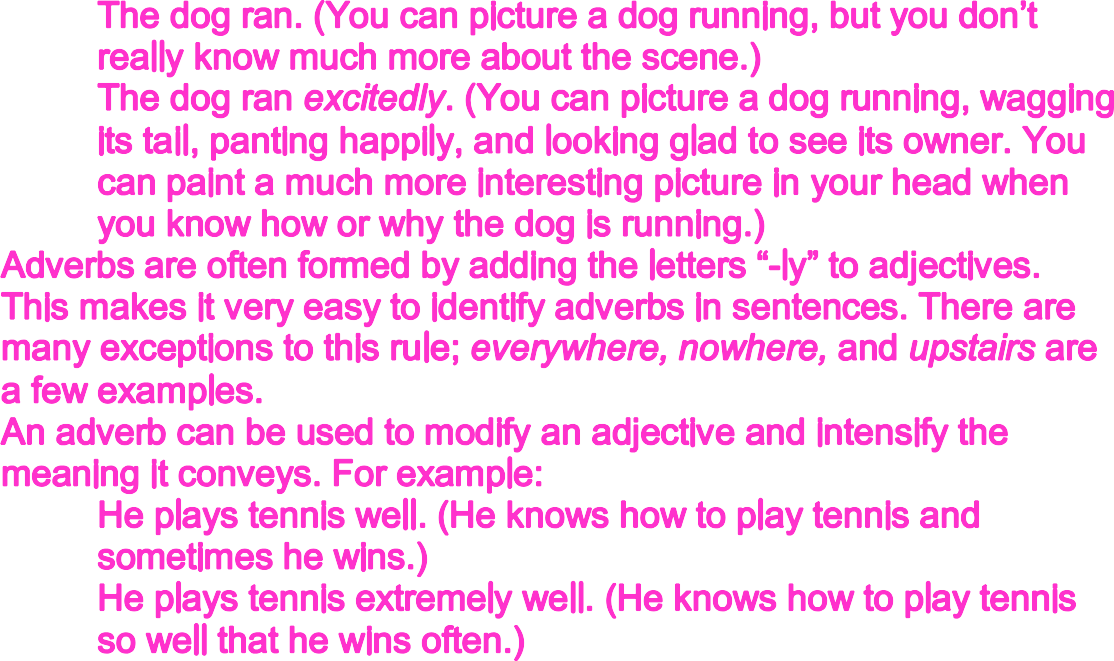 The dog ran. (You can picture a dog running, but you don’t
really know much more about the scene.)
The dog ran excitedly. (You can picture a dog running, wagging
its tail, panting happily, and looking glad to see its owner. You
can paint a much more interesting picture in your head when
you know how or why the dog is running.)
Adverbs are often formed by adding the letters “-ly” to adjectives.
This makes it very easy to identify adverbs in sentences. There are
many exceptions to this rule; everywhere, nowhere, and upstairs are
a few examples.
An adverb can be used to modify an adjective and intensify the
meaning it conveys. For example:
He plays tennis well. (He knows how to play tennis and
sometimes he wins.)
He plays tennis extremely well. (He knows how to play tennis
so well that he wins often.)